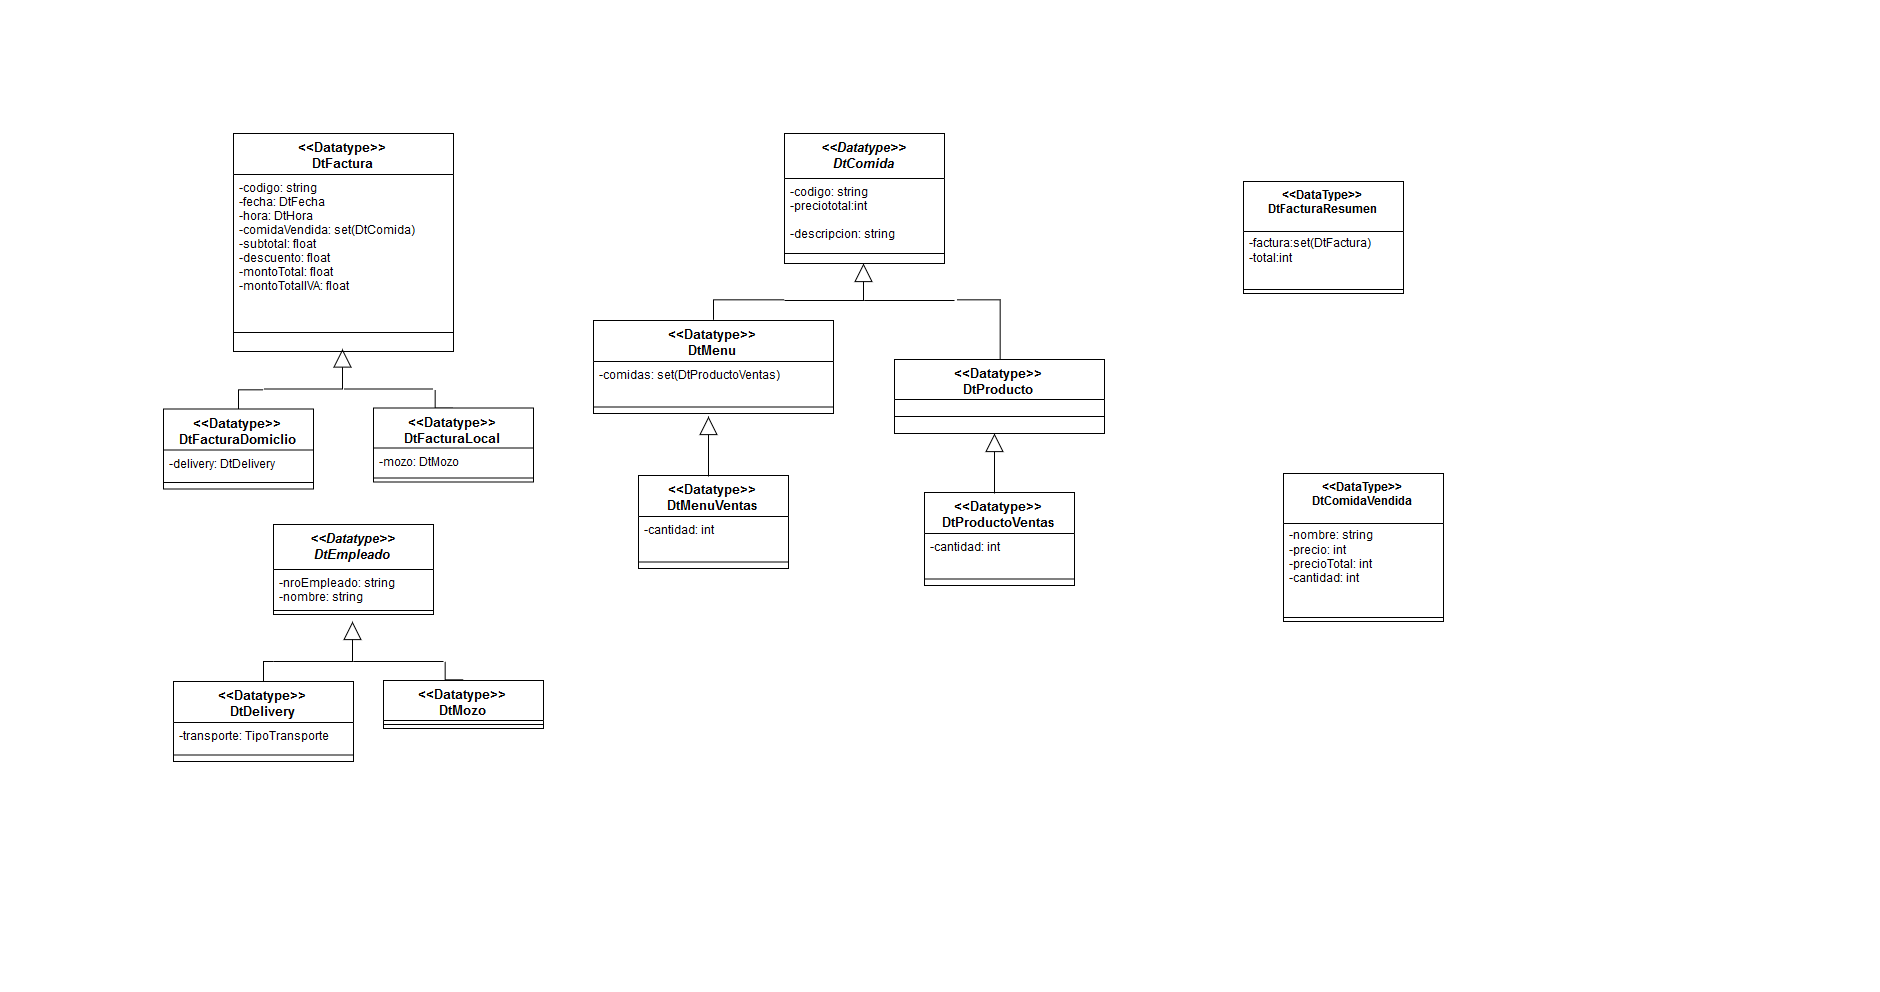 <<Datatype>>
DtFactura
-codigo: string
-fecha: DtFecha
-hora: DtHora
-comidaVendida: set(DtComida)
-subtotal: float
-descuento: float
-montoTotal: float
-montoTotalIVA: float
<<Datatype>>
DtFacturaDomiclio
-delivery: DtDelivery
<<Datatype>>
DtFacturaLocal
-mozo: DtMozo
<<Datatype>>
DtEmpleado
-nroEmpleado: string
-nombre: string
<<Datatype>>
DtDelivery
-transporte: TipoTransporte
<<Datatype>>
DtMozo
<<Datatype>>
DtComida
-codigo: string
-preciototal:int
-descripcion: string
<<Datatype>>
DtMenu
-comidas: set(DtProductoVentas)
<<Datatype>>
DtProducto
<<Datatype>>
DtMenuVentas
-cantidad: int
<<Datatype>>
DtProductoVentas
-cantidad: int
<<DataType>>
DtFacturaResumen
-factura:set(DtFactura)
-total:int
<<DataType>>
DtComidaVendida
-nombre: string
-precio: int
-precioTotal: int
-cantidad: int